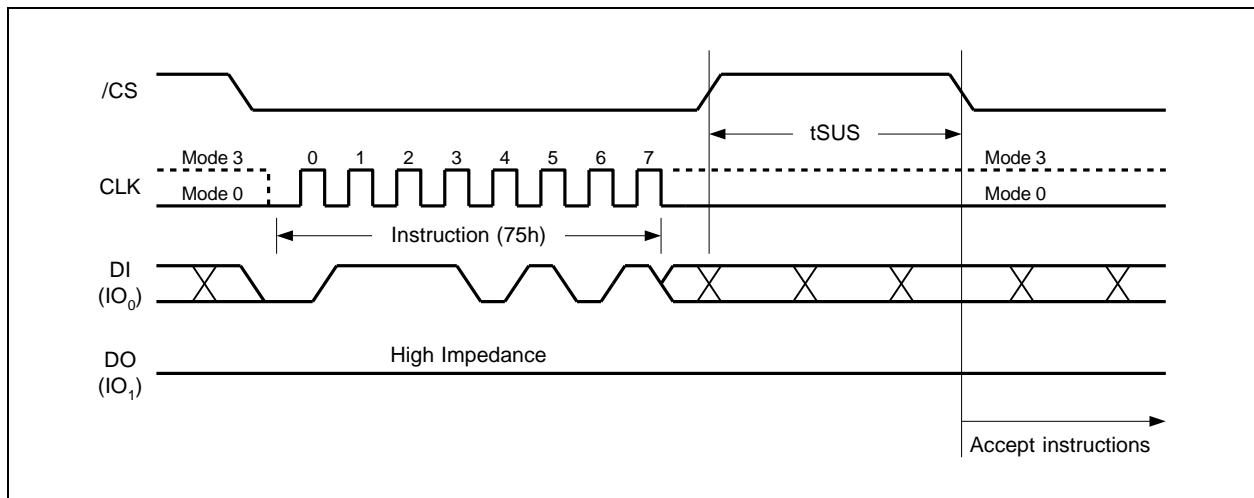 /CS
tSUS
Mode 3
0 1 2 3 4 5 6 7
Mode 3
CLK
Mode 0
Mode 0
Instruction (75h)
DI
(IO0)
High Impedance
DO
(IO1)
Accept instructions